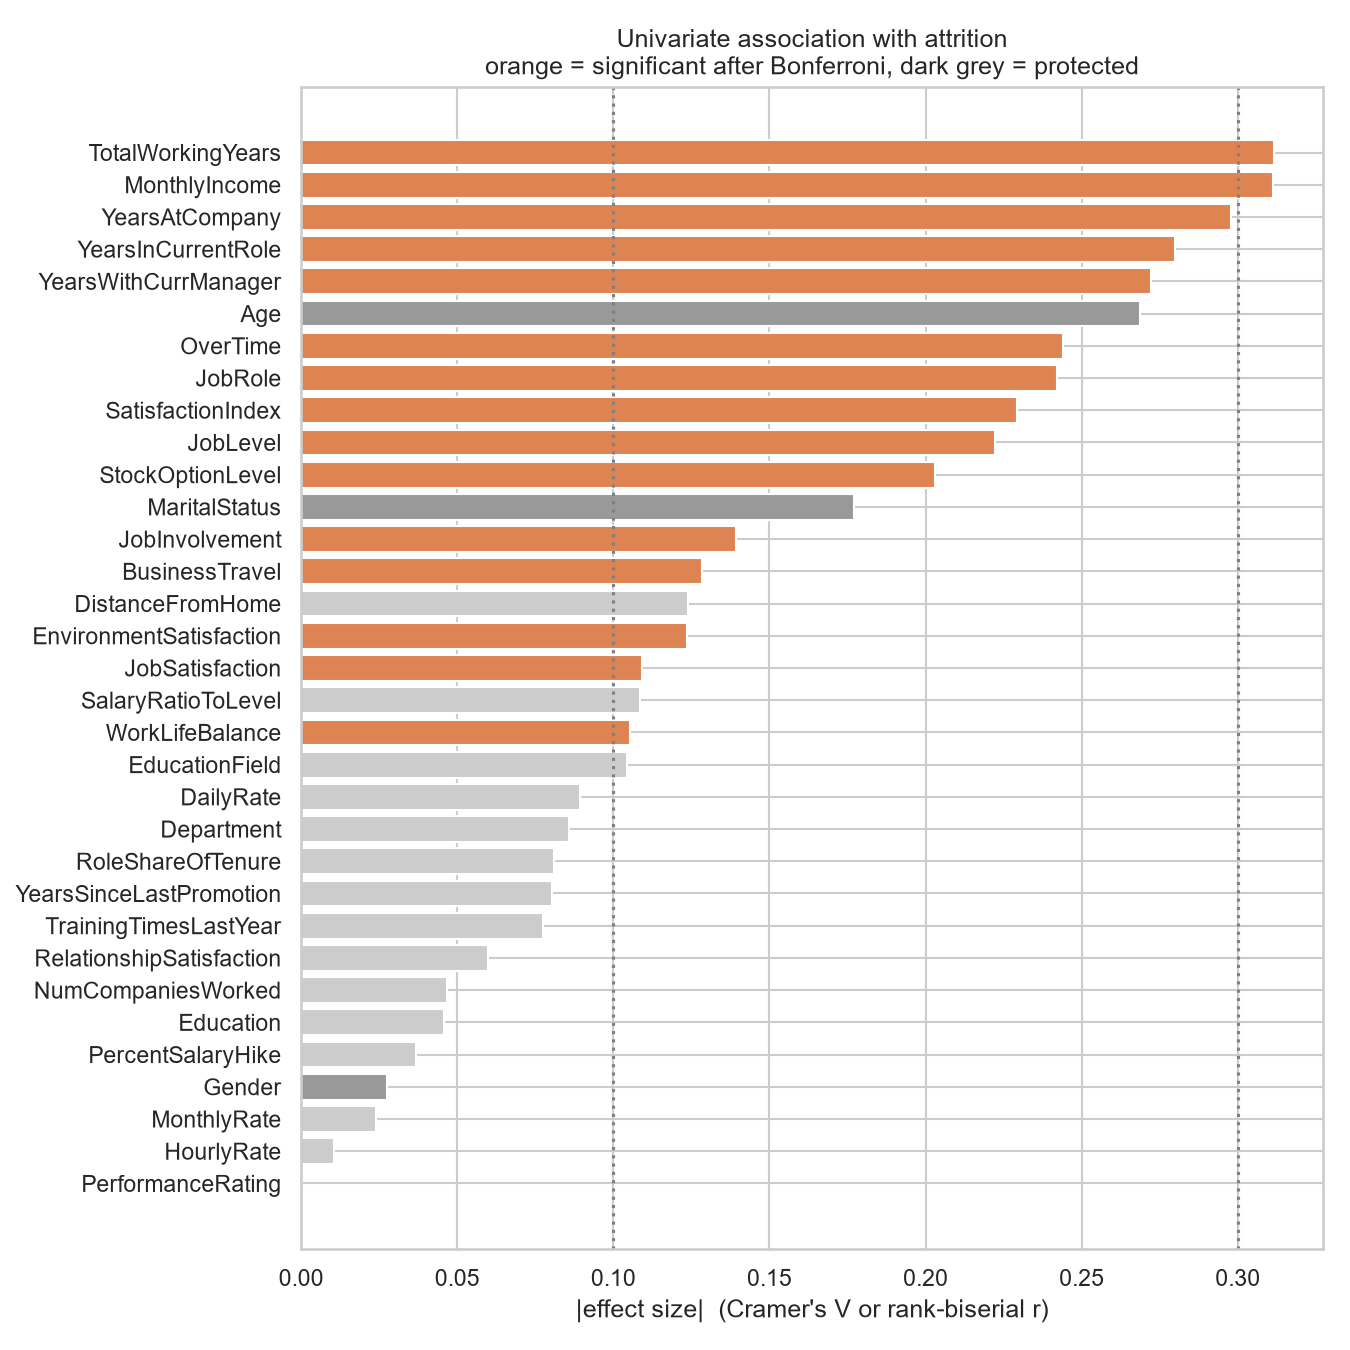 Univariate association with attrition
orange = significant after Bonferroni, dark grey = protected
TotalWorkingYears
MonthlyIncome
YearsAtCompany
YearsInCurrentRole
YearsWithCurrManager
Age
OverTime
JobRole
SatisfactionIndex
JobLevel
StockOptionLevel
MaritalStatus
JobInvolvement
BusinessTravel
DistanceFromHome
EnvironmentSatisfaction
JobSatisfaction
SalaryRatioToLevel
WorkLifeBalance
EducationField
DailyRate
Department
RoleShareOfTenure
YearsSinceLastPromotion
TrainingTimesLastYear
RelationshipSatisfaction
NumCompaniesWorked
Education
PercentSalaryHike
Gender
MonthlyRate
HourlyRate
PerformanceRating
0.00 0.05 0.10 0.15 0.20 0.25 0.30
|effect size|  (Cramer's V or rank-biserial r)